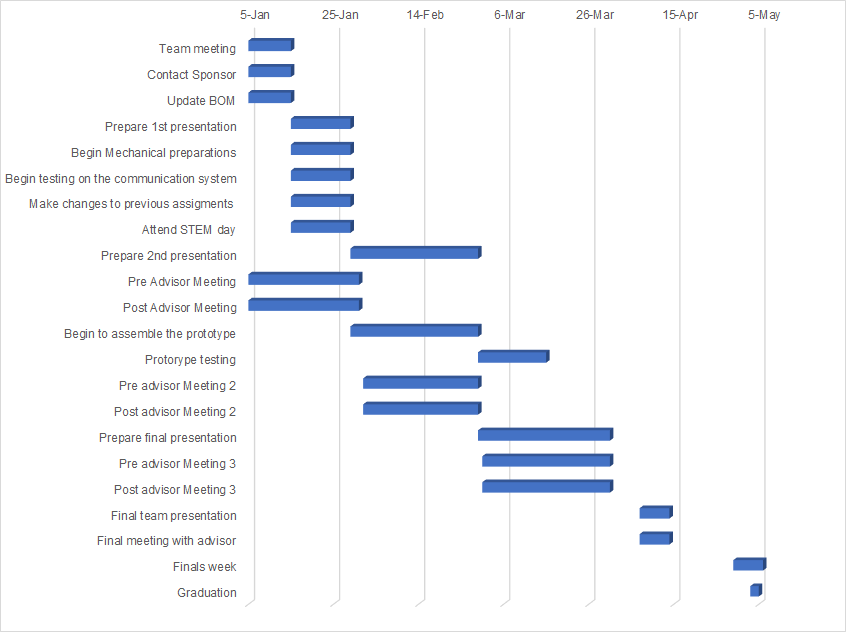 5-Jan 25-Jan 14-Feb 6-Mar 26-Mar 15-Apr 5-May
Team meeting
Contact Sponsor
Update BOM
Prepare 1st presentation
Begin Mechanical preparations
Begin testing on the communication system
Make changes to previous assigments
Attend STEM day
Prepare 2nd presentation
Pre Advisor Meeting
Post Advisor Meeting
Begin to assemble the prototype
Protorype testing
Pre advisor Meeting 2
Post advisor Meeting 2
Prepare final presentation
Pre advisor Meeting 3
Post advisor Meeting 3
Final team presentation
Final meeting with advisor
Finals week
Graduation